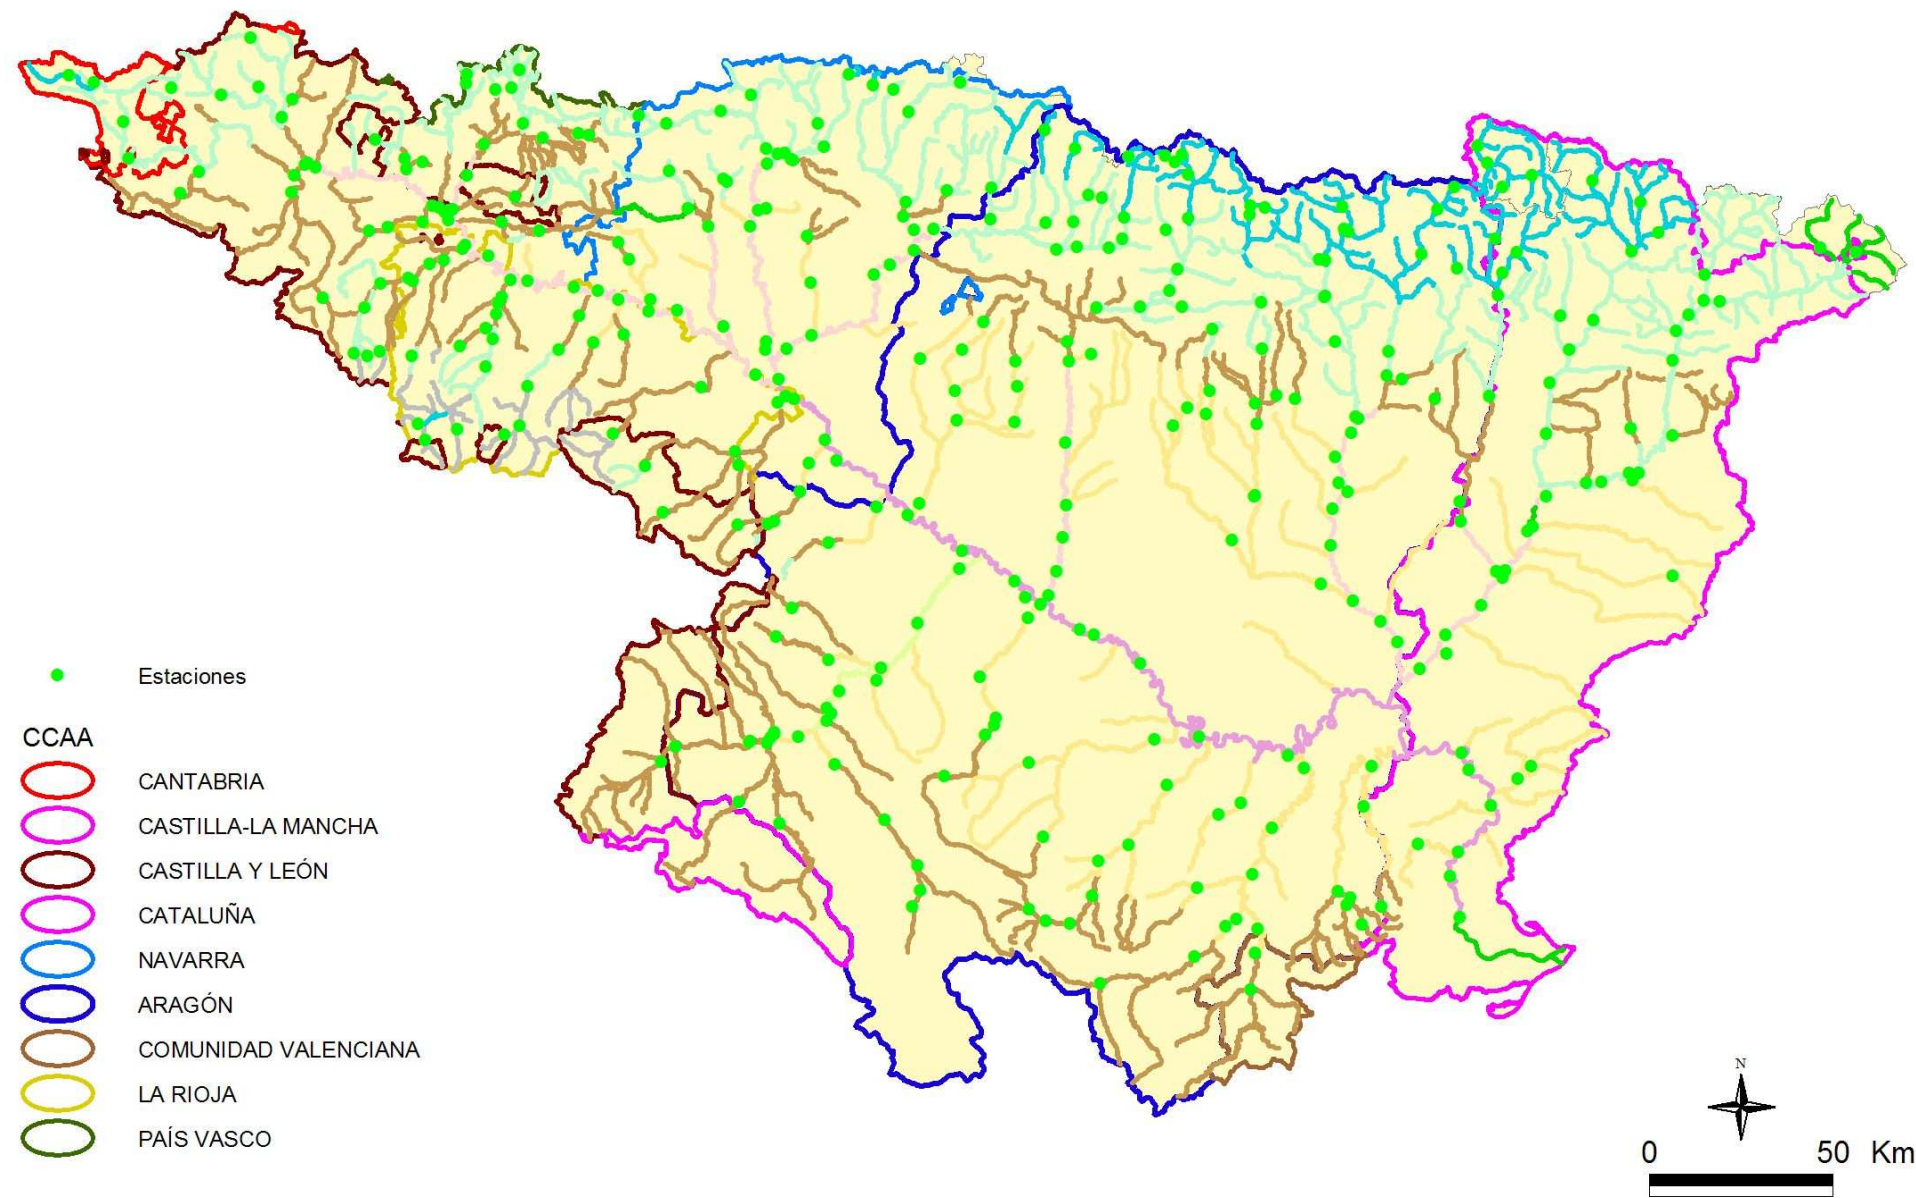 Estaciones
CCAA
CANTABRIA
CASTILLA-LA MANCHA
CASTILLA Y LEÓN
CATALUÑA
NAVARRA
ARAGÓN
COMUNIDAD VALENCIANA
LA RIOJA
PAÍS VASCO
N
0 50 Km